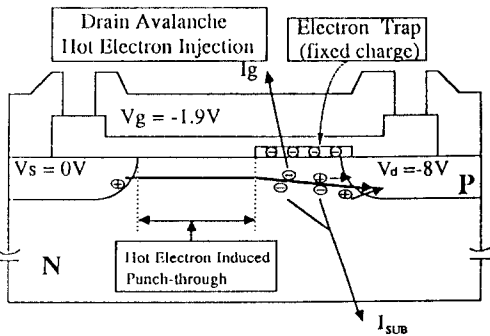 Drain Avalanche
Hot Electron Injection
Electron Trap
(fixed charge)
Ig
Vg = -1.9V
Vs = 0V
Vd = -8V
P
N
Hot Electron Induced
Punch-through
ISUB